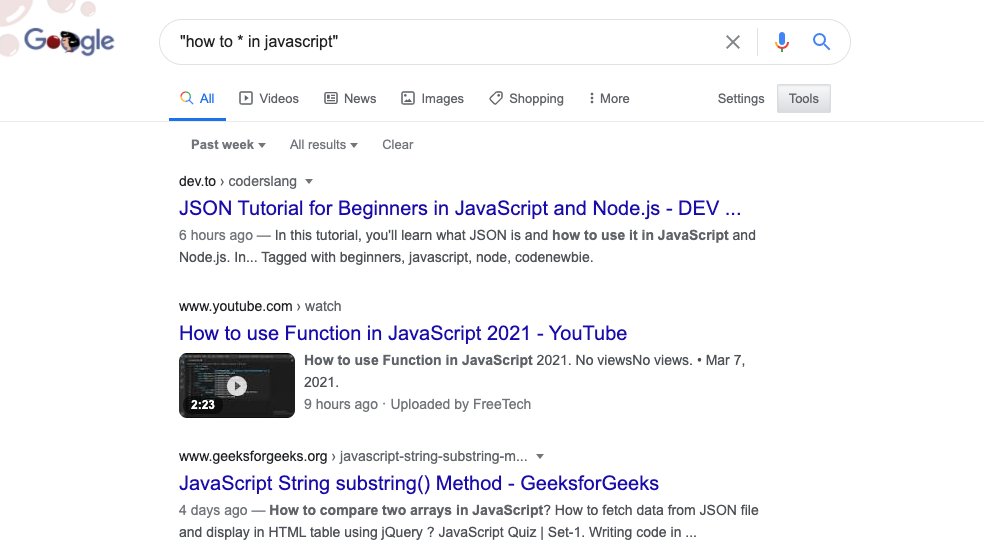 Google
"how to * in javascript"
All Videos News Images Shopping More Settings Tools
Past week All results Clear
dev.to › coderslang
JSON Tutorial for Beginners in JavaScript and Node.js - DEV ...
6 hours ago — In this tutorial, you'll learn what JSON is and how to use it in JavaScript and
Node.js. In... Tagged with beginners, javascript, node, codenewbie.
www.youtube.com › watch
How to use Function in JavaScript 2021 - YouTube
How to use Function in JavaScript 2021. No viewsNo views. • Mar 7,
2021.
2:23
9 hours ago · Uploaded by FreeTech
www.geeksforgeeks.org › javascript-string-substring-m...
JavaScript String substring() Method - GeeksforGeeks
4 days ago — How to compare two arrays in JavaScript? How to fetch data from JSON file
and display in HTML table using jQuery ? JavaScript Quiz | Set-1. Writing code in ...